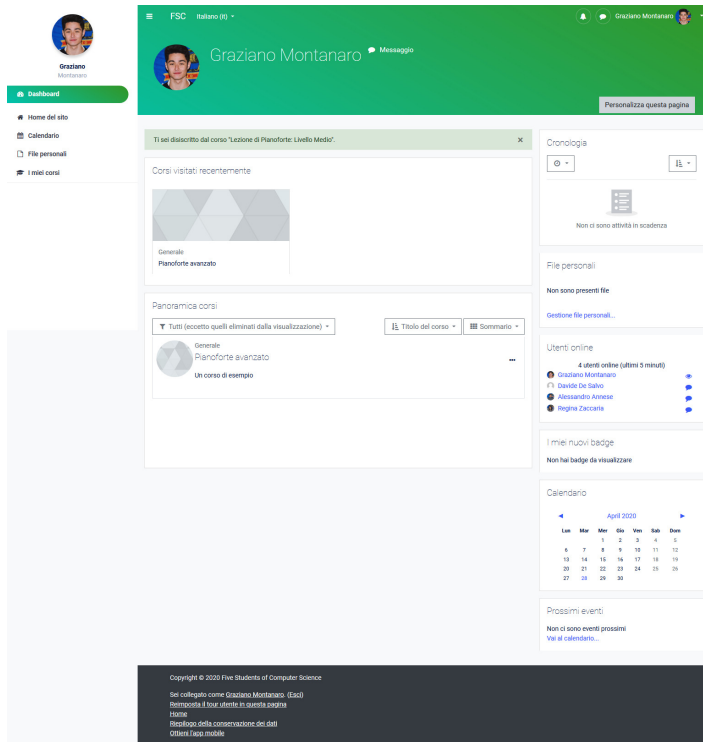 Graziano
Montanaro
Dashboard
Home del sito
Calendario
File personali
I miei corsi
FSC Italiano (it)
Graziano Montanaro
Graziano Montanaro Messaggio
Personalizza questa pagina
Ti sei disiscritto dal corso "Lezione di Pianoforte: Livello Medio". ×
Corsi visitati recentemente
Generale
Pianoforte avanzato
Panoramica corsi
Tutti (eccetto quelli eliminati dalla visualizzazione) Titolo del corso Sommario
Generale
Pianoforte avanzato
Un corso di esempio
Cronologia
Non ci sono attività in scadenza
File personali
Non sono presenti file
Gestione file personali...
Utenti online
4 utenti online (ultimi 5 minuti)
Graziano Montanaro
Davide De Salvo
Alessandro Annese
Regina Zaccaria
I miei nuovi badge
Non hai badge da visualizzare
Calendario
◄ April 2020 ►
Lun Mar Mer Gio Ven Sab Dom
1 2 3 4 5
6 7 8 9 10 11 12
13 14 15 16 17 18 19
20 21 22 23 24 25 26
27 28 29 30
Prossimi eventi
Non ci sono eventi prossimi
Vai al calendario...
Copyright © 2020 Five Students of Computer Science
Sei collegato come Graziano Montanaro. (Esci)
Reimposta il tour utente in questa pagina
Home
Riepilogo della conservazione dei dati
Ottieni l'app mobile